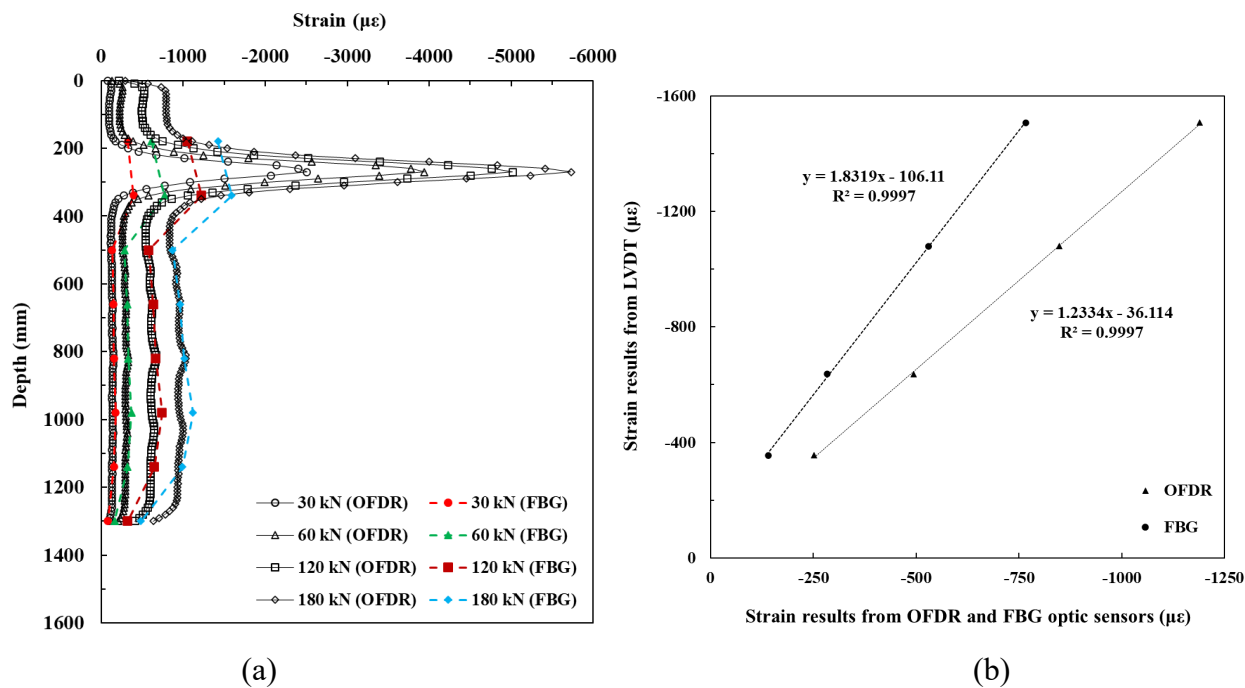 Strain (με)
0 -1000 -2000 -3000 -4000 -5000 -6000
0
200
400
600
800
1000
1200
1400
1600
Depth (mm)
30 kN (OFDR) 30 kN (FBG)
60 kN (OFDR) 60 kN (FBG)
120 kN (OFDR) 120 kN (FBG)
180 kN (OFDR) 180 kN (FBG)
(a)
-1600
-1200
-800
-400
0
Strain results from LVDT (με)
y = 1.8319x - 106.11
R² = 0.9997
y = 1.2334x - 36.114
R² = 0.9997
OFDR
FBG
0 -250 -500 -750 -1000 -1250
Strain results from OFDR and FBG optic sensors (με)
(b)